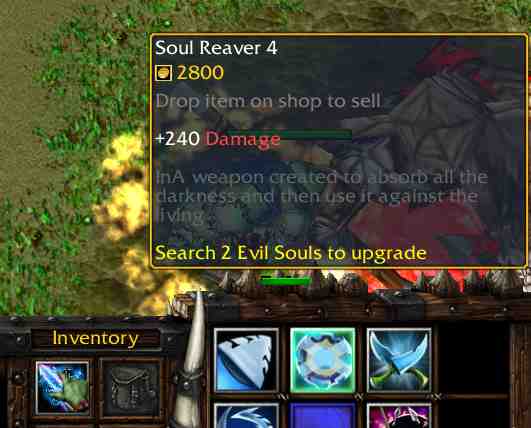 Soul Reaver 4
2800
Drop item on shop to sell
+240 Damage
InA weapon created to absorb all the
darkness and then use it against the
living
Search 2 Evil Souls to upgrade
Inventory